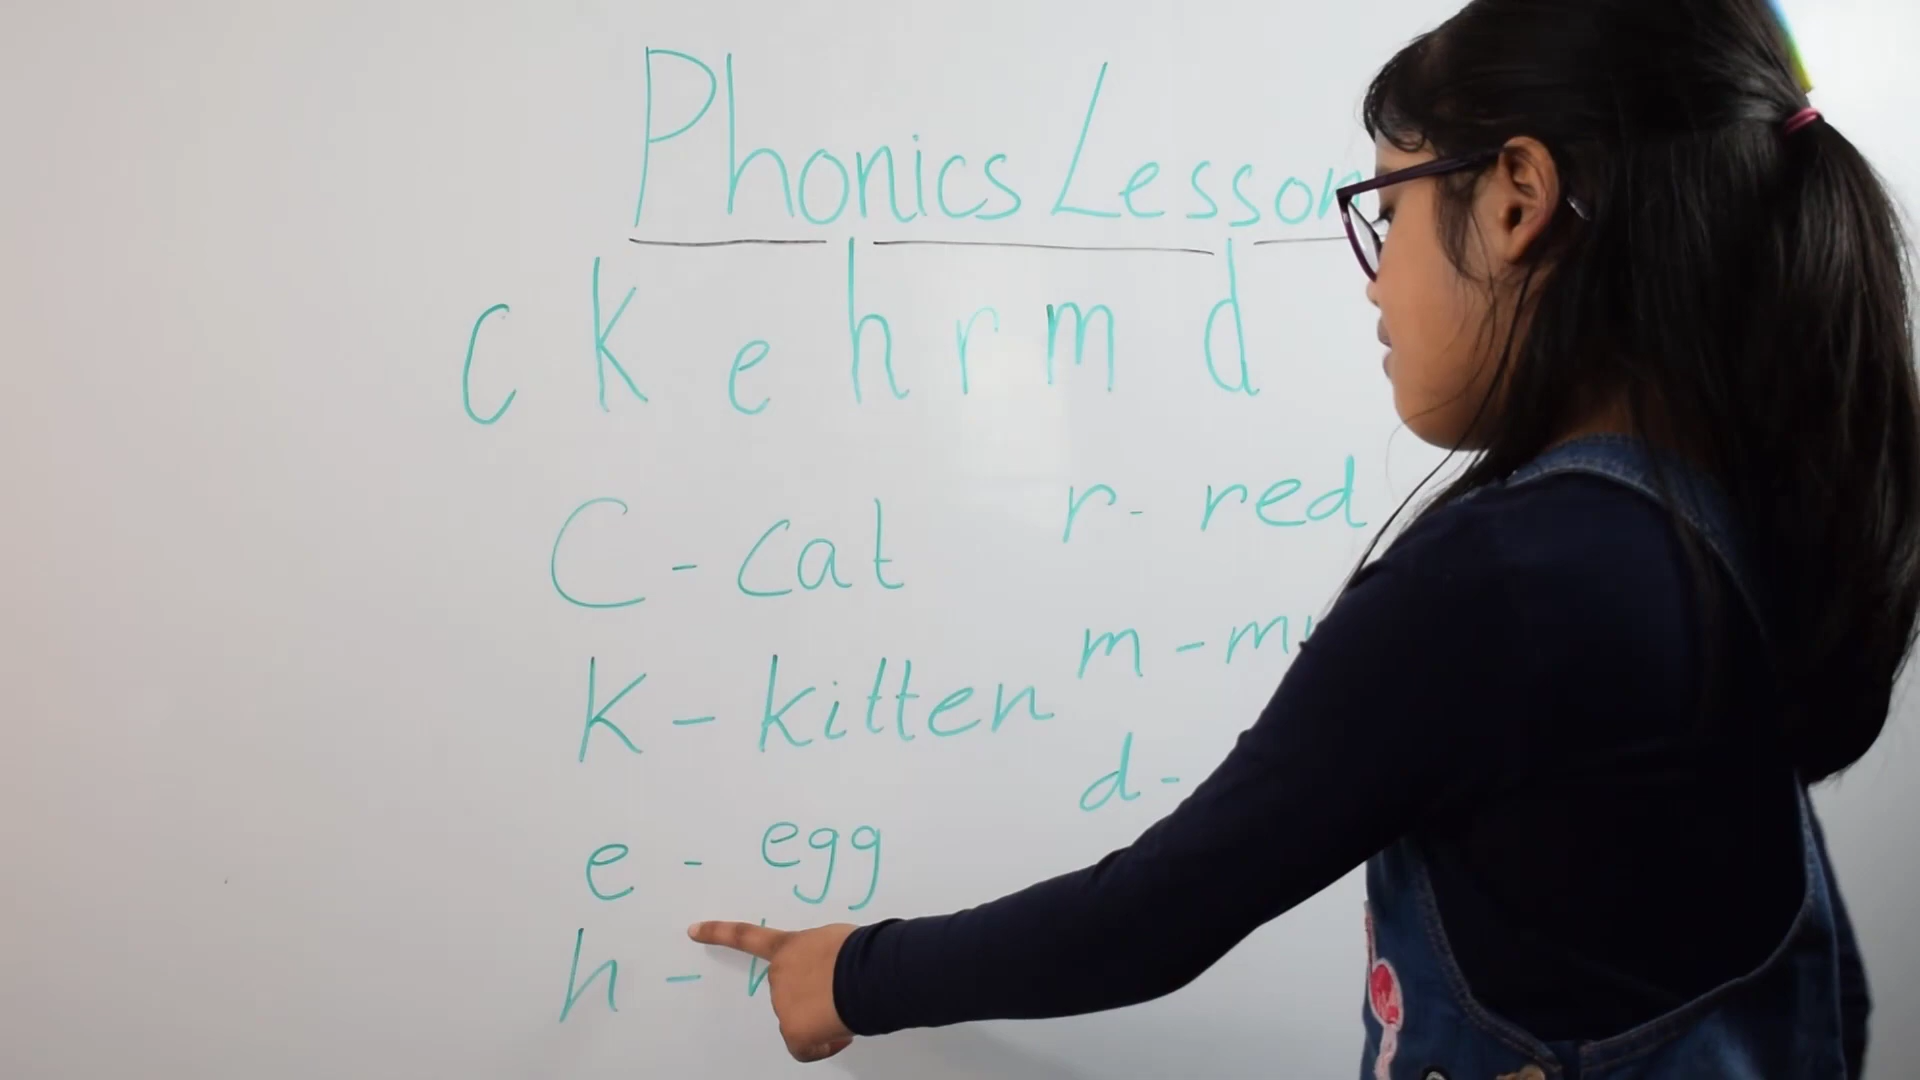 Phonics Lesson
c k e h r m d
C - cat
K - kitten
e - egg
h -
r - red
m -
d -